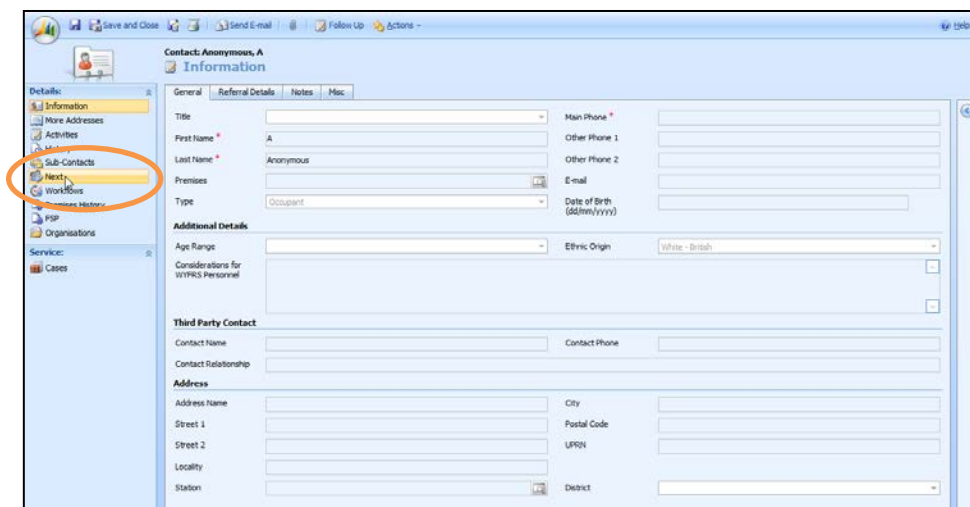 Save and Close Send E-mail Follow Up Actions Help
Contact: Anonymous, A
Information
Details:
Information
More Addresses
Activities
History
Sub-Contacts
Next
Workflows
Premises History
FSP
Organisations
Service:
Cases
General Referral Details Notes Misc
Title Main Phone *
First Name * A Other Phone 1
Last Name * Anonymous Other Phone 2
Premises E-mail
Type Occupant Date of Birth
(dd/mm/yyyy)
Additional Details
Age Range Ethnic Origin White - British
Considerations for
WYFRS Personnel
Third Party Contact
Contact Name Contact Phone
Contact Relationship
Address
Address Name City
Street 1 Postal Code
Street 2 UPRN
Locality
Station District